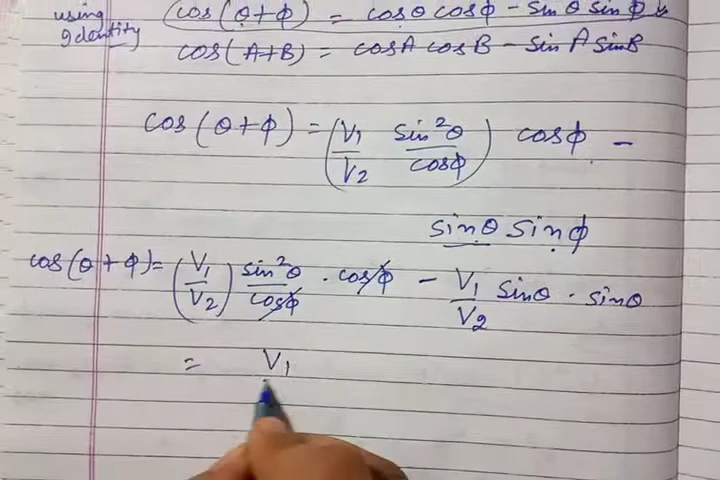 using cos(θ+ϕ) = cosθ cosϕ - sinθ sinϕ
Identity cos(A+B) = cosA cosB - sinA sinB
cos(θ+ϕ) = (V₁/V₂ sin²θ/cosϕ) cosϕ -
sinθ sinϕ
cos(θ+ϕ) = (V₁/V₂) sin²θ/cosϕ · cosϕ - V₁/V₂ sinθ · sinθ
= V₁